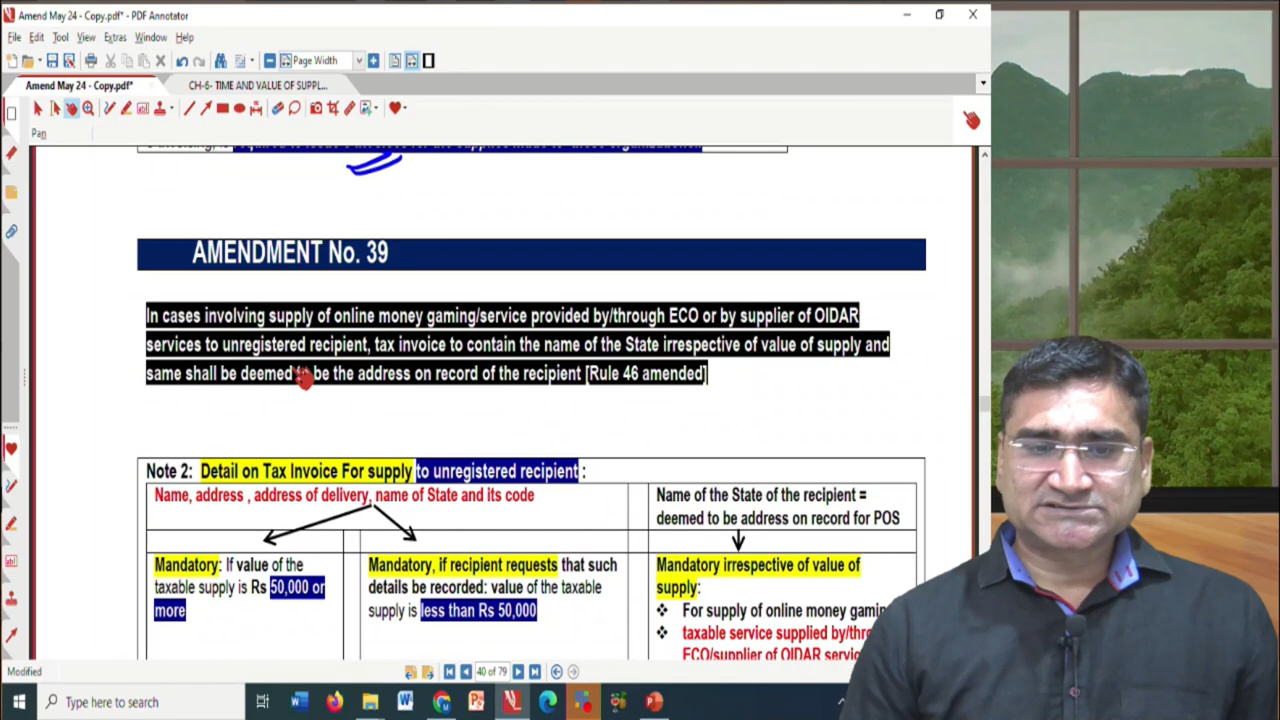 Amend May 24 - Copy.pdf* - PDF Annotator
File Edit Tool View Extras Window Help
Page Width
Amend May 24 - Copy.pdf* CH-6- TIME AND VALUE OF SUPPL...
Pan
AMENDMENT No. 39
In cases involving supply of online money gaming/service provided by/through ECO or by supplier of OIDAR
services to unregistered recipient, tax invoice to contain the name of the State irrespective of value of supply and
same shall be deemed to be the address on record of the recipient [Rule 46 amended]
Note 2: Detail on Tax Invoice For supply to unregistered recipient :
Name, address , address of delivery, name of State and its code
Name of the State of the recipient =
deemed to be address on record for POS
Mandatory: If value of the
taxable supply is Rs 50,000 or
more
Mandatory, if recipient requests that such
details be recorded: value of the taxable
supply is less than Rs 50,000
Mandatory irrespective of value of
supply:
❖ For supply of online money gamin
❖ taxable service supplied by/thr
ECO/supplier of OIDAR servi
Modified
40 of 79
Type here to search